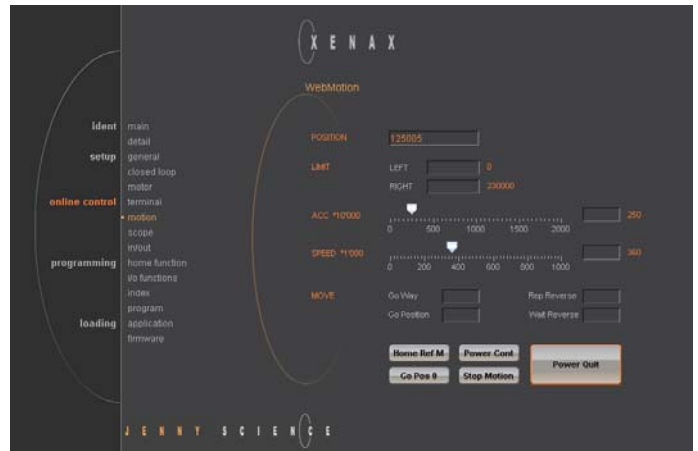 XENAX
WebMotion
ident
main
detail
setup
general
closed loop
motor
online control
terminal
motion
scope
in/out
programming
home function
i/o functions
index
program
loading
application
firmware
POSITION 125005
LIMIT LEFT 0
RIGHT 230000
ACC *10'000 250
0 500 1000 1500 2000
SPEED *1'000 360
0 200 400 600 800 1000
MOVE Go Way Rep Reverse
Go Position Wait Reverse
Home Ref M Power Cont Power Quit
Go Pos 0 Stop Motion
JENNY SCIENCE